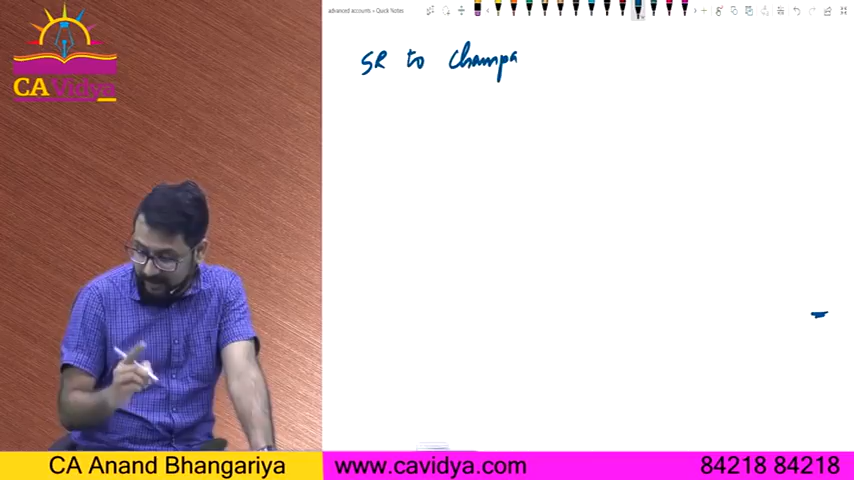 advanced accounts » Quick Notes
SR to Champa
CA Vidya
CA Anand Bhangariya
www.cavidya.com
84218 84218